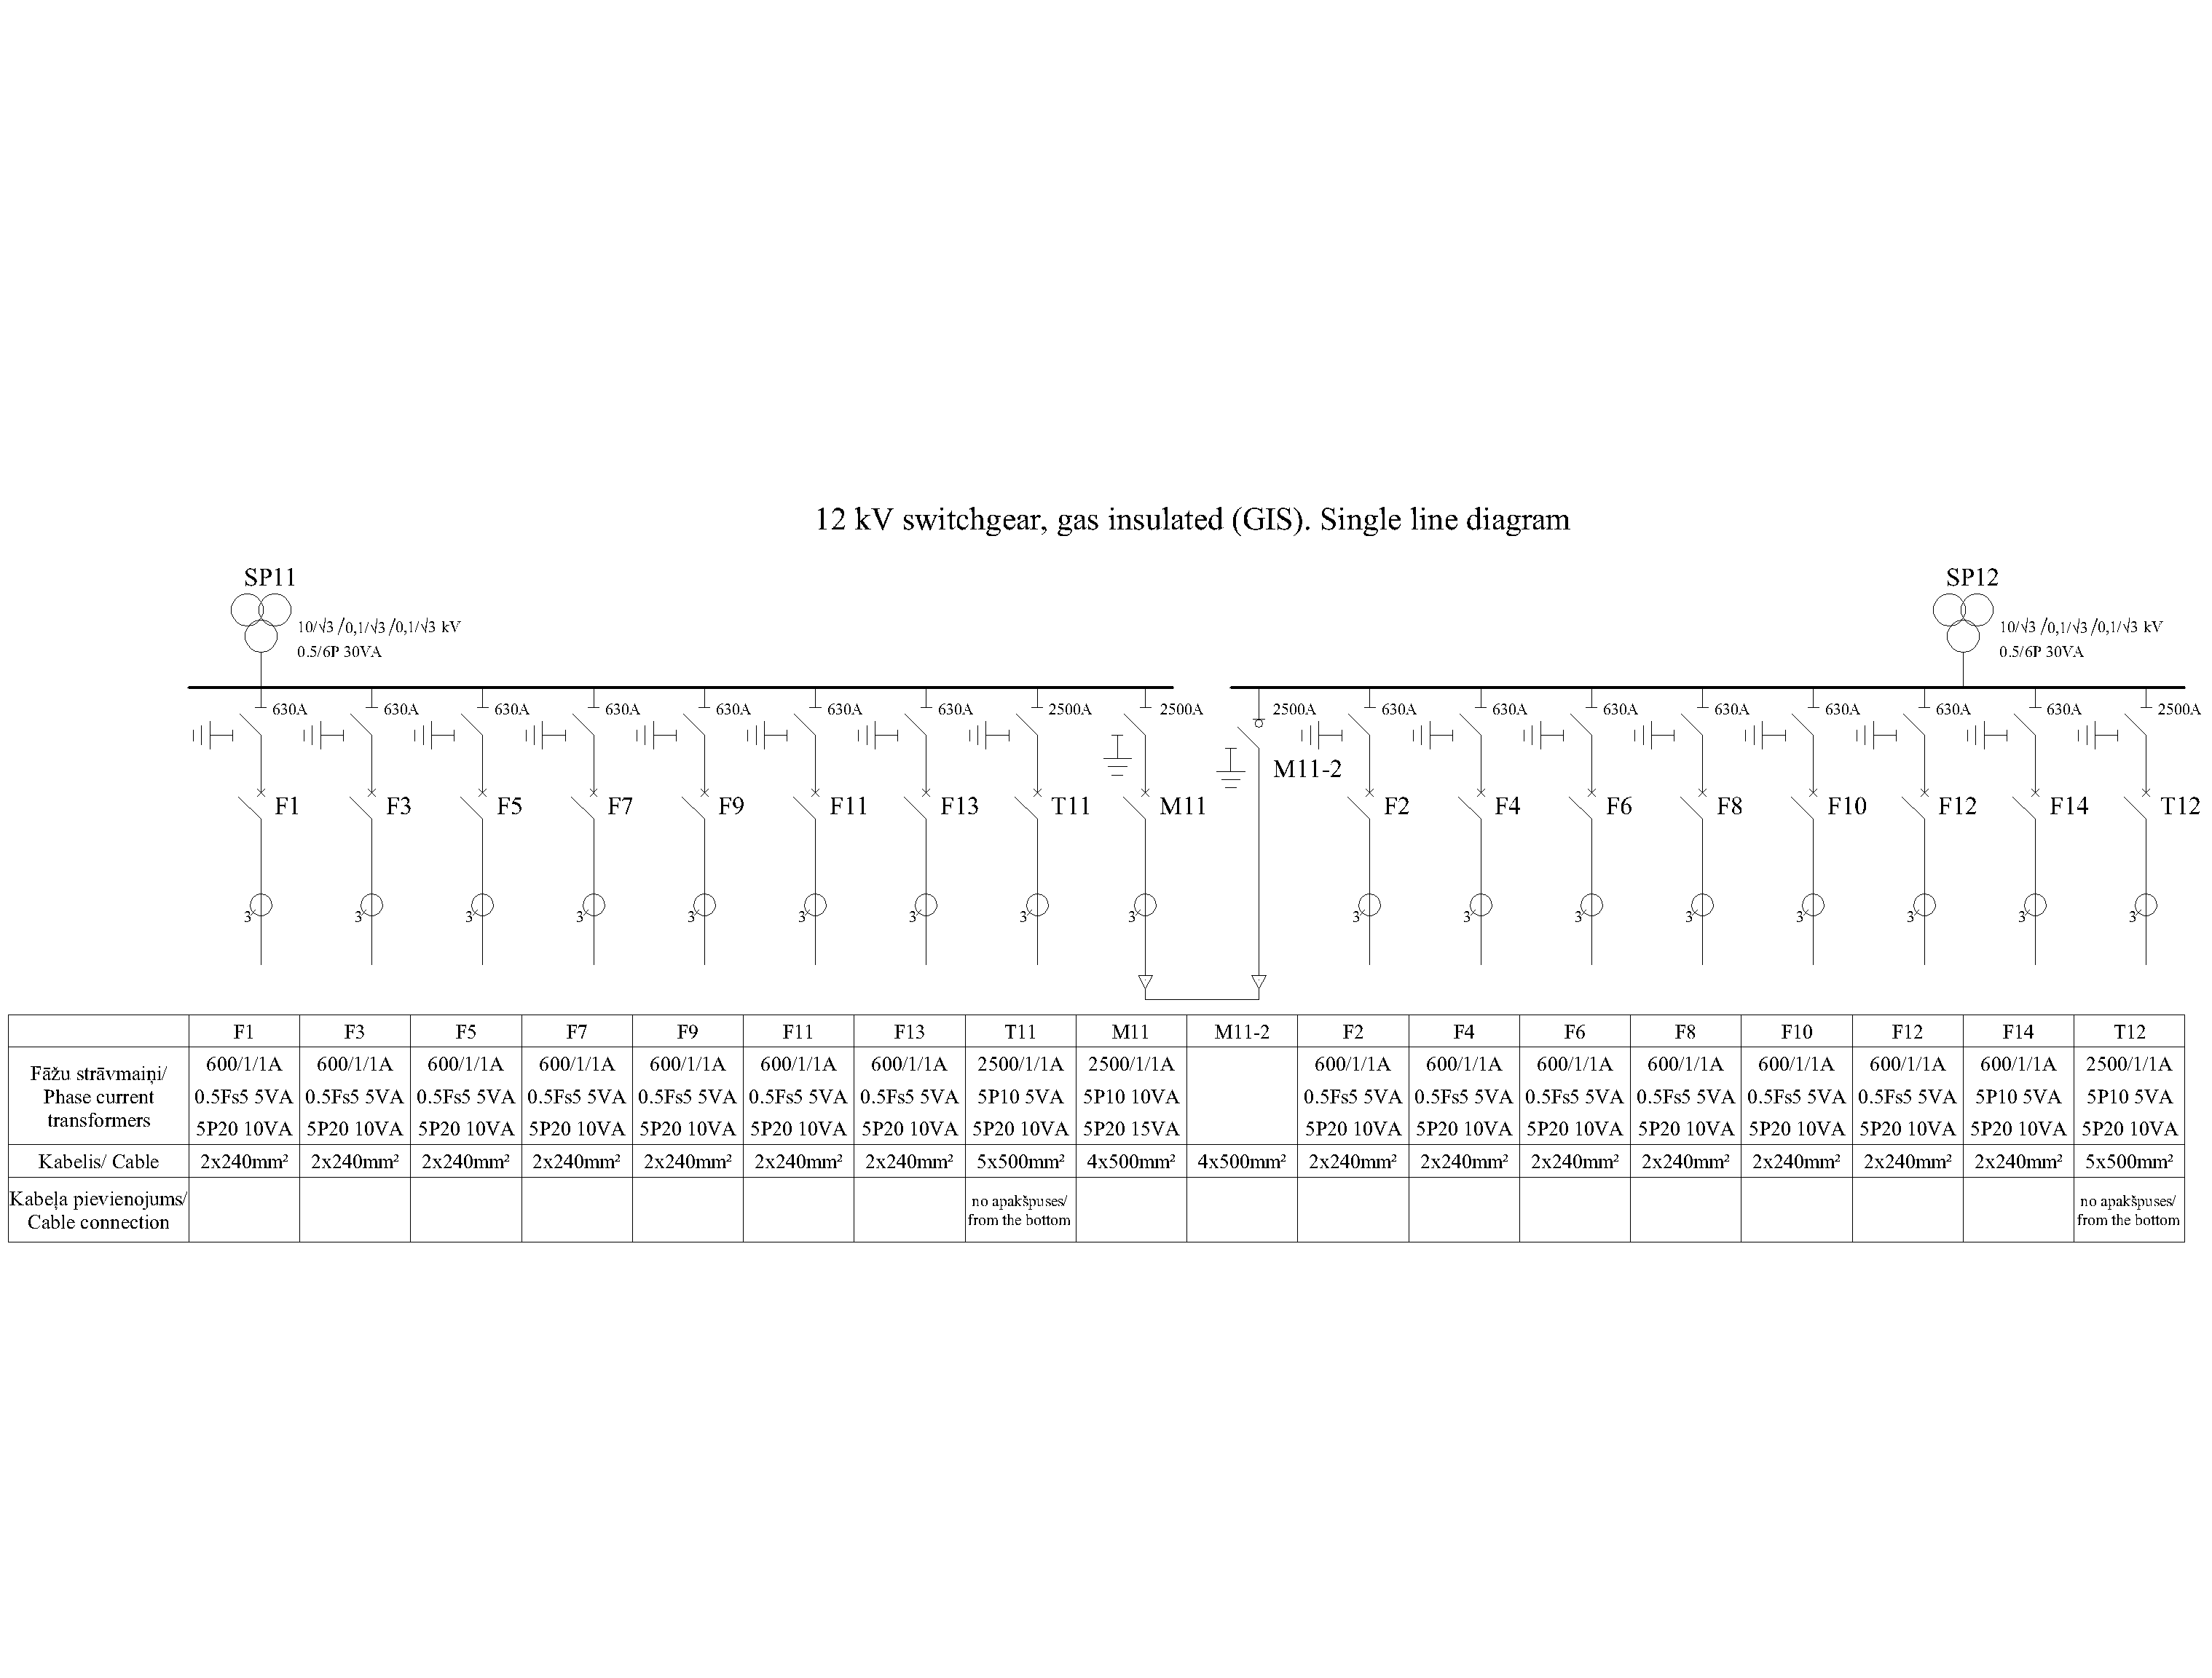 12 kV switchgear, gas insulated (GIS). Single line diagram
SP11 SP12
10/√3 /0,1/√3 /0,1/√3 kV 10/√3 /0,1/√3 /0,1/√3 kV
0.5/6P 30VA 0.5/6P 30VA
630A 630A 630A 630A 630A 630A 630A 2500A 2500A 2500A 630A 630A 630A 630A 630A 630A 630A 2500A
M11-2
F1 F3 F5 F7 F9 F11 F13 T11 M11 F2 F4 F6 F8 F10 F12 F14 T12
3 3 3 3 3 3 3 3 3 3 3 3 3 3 3 3 3
F1 F3 F5 F7 F9 F11 F13 T11 M11 M11-2 F2 F4 F6 F8 F10 F12 F14 T12
Fāžu strāvmaiņi/
Phase current
transformers
600/1/1A 600/1/1A 600/1/1A 600/1/1A 600/1/1A 600/1/1A 600/1/1A 2500/1/1A 2500/1/1A 600/1/1A 600/1/1A 600/1/1A 600/1/1A 600/1/1A 600/1/1A 600/1/1A 2500/1/1A
0.5Fs5 5VA 0.5Fs5 5VA 0.5Fs5 5VA 0.5Fs5 5VA 0.5Fs5 5VA 0.5Fs5 5VA 0.5Fs5 5VA 5P10 5VA 5P10 10VA 0.5Fs5 5VA 0.5Fs5 5VA 0.5Fs5 5VA 0.5Fs5 5VA 0.5Fs5 5VA 0.5Fs5 5VA 5P10 5VA 5P10 5VA
5P20 10VA 5P20 10VA 5P20 10VA 5P20 10VA 5P20 10VA 5P20 10VA 5P20 10VA 5P20 10VA 5P20 15VA 5P20 10VA 5P20 10VA 5P20 10VA 5P20 10VA 5P20 10VA 5P20 10VA 5P20 10VA 5P20 10VA
Kabelis/ Cable 2x240mm² 2x240mm² 2x240mm² 2x240mm² 2x240mm² 2x240mm² 2x240mm² 5x500mm² 4x500mm² 4x500mm² 2x240mm² 2x240mm² 2x240mm² 2x240mm² 2x240mm² 2x240mm² 2x240mm² 5x500mm²
Kabeļa pievienojums/
Cable connection
no apakšpuses/
from the bottom
no apakšpuses/
from the bottom